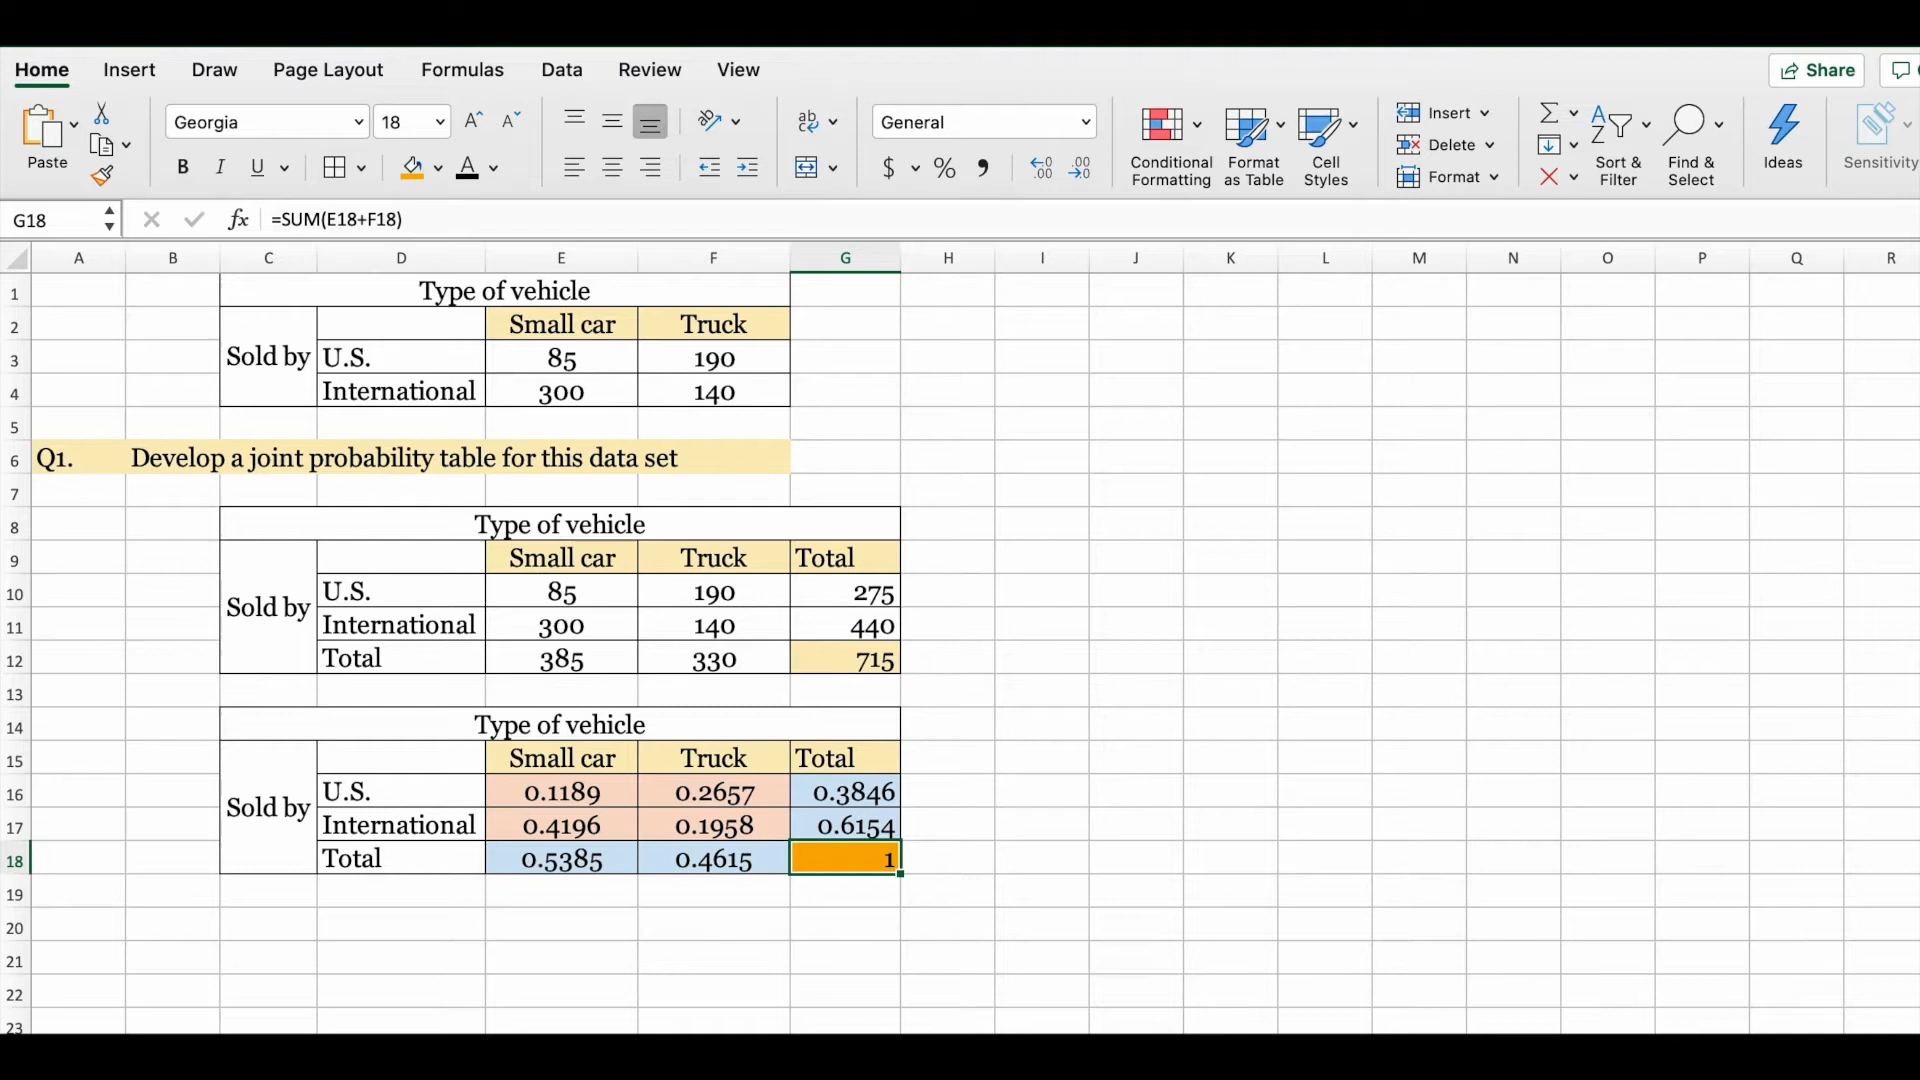 Home Insert Draw Page Layout Formulas Data Review View Share
Georgia 18 General
Paste B I U A ab $ % Conditional Formatting Format as Table Cell Styles Insert Delete Format Sort & Filter Find & Select Ideas Sensitivity
G18 fx =SUM(E18+F18)
A B C D E F G H I J K L M N O P Q R
1 Type of vehicle
2 Small car Truck
3 Sold by U.S. 85 190
4 International 300 140
5
6 Q1. Develop a joint probability table for this data set
7
8 Type of vehicle
9 Small car Truck Total
10 U.S. 85 190 275
Sold by
11 International 300 140 440
12 Total 385 330 715
13
14 Type of vehicle
15 Small car Truck Total
16 U.S. 0.1189 0.2657 0.3846
Sold by
17 International 0.4196 0.1958 0.6154
18 Total 0.5385 0.4615 1
19
20
21
22
23